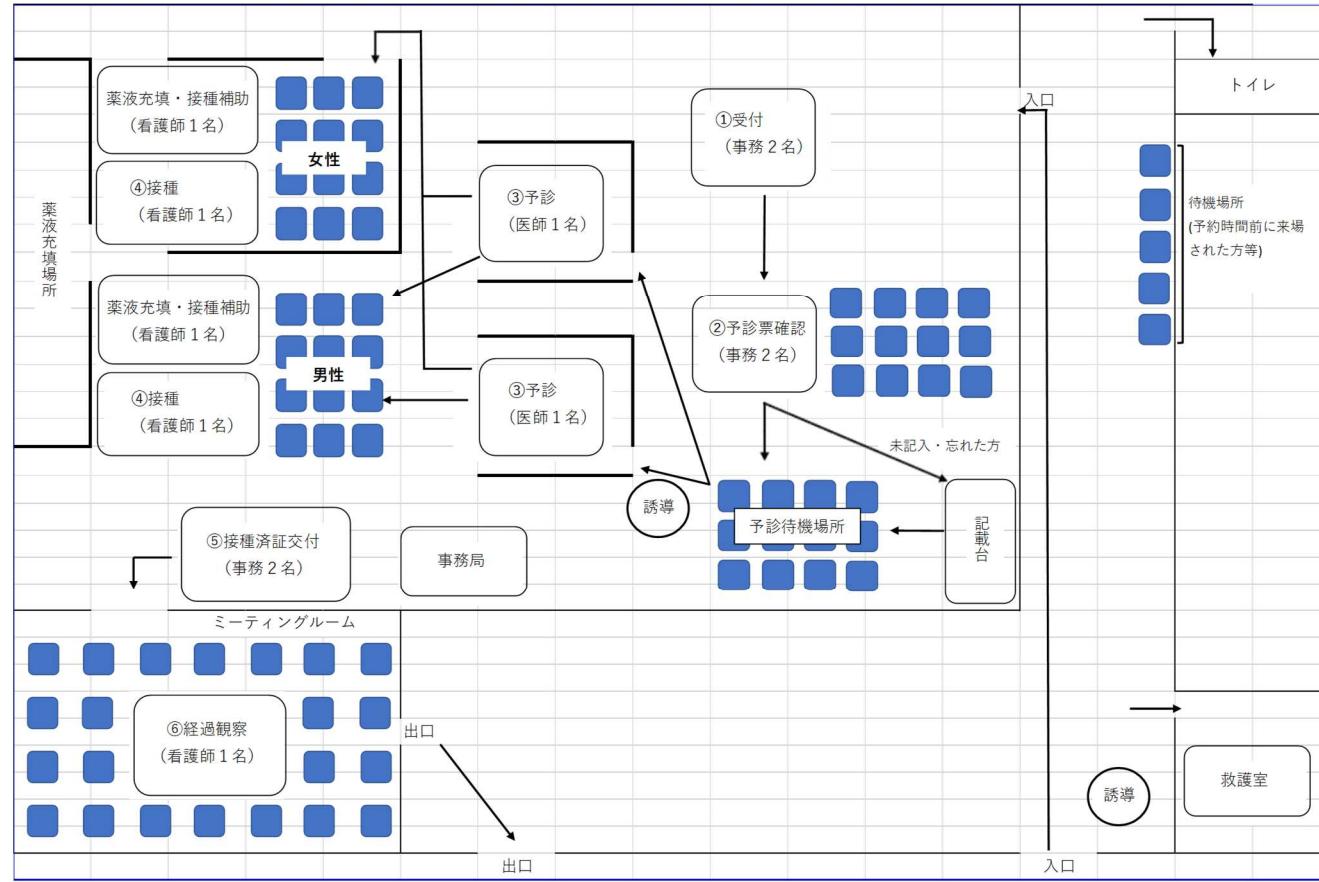 薬液充填場所
薬液充填・接種補助
（看護師１名）
④接種
（看護師１名）
女性
薬液充填・接種補助
（看護師１名）
④接種
（看護師１名）
男性
③予診
（医師１名）
③予診
（医師１名）
①受付
（事務２名）
②予診票確認
（事務２名）
未記入・忘れた方
誘導
予診待機場所
記載台
入口
トイレ
待機場所
(予約時間前に来場
された方等)
⑤接種済証交付
（事務２名）
事務局
ミーティングルーム
⑥経過観察
（看護師１名）
出口
出口
誘導
救護室
入口